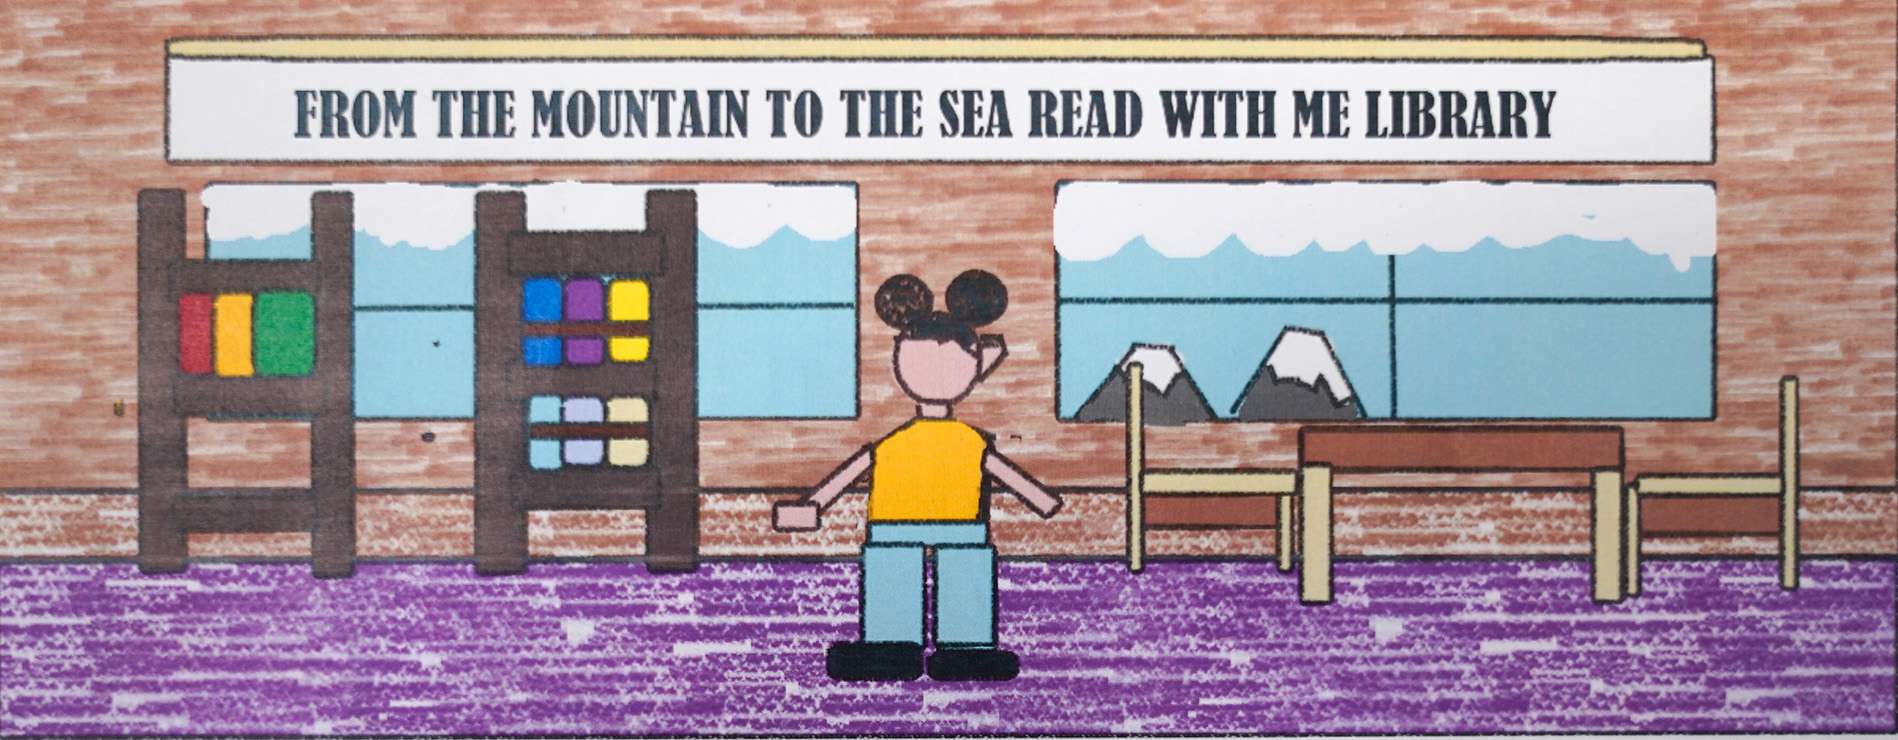 FROM THE MOUNTAIN TO THE SEA READ WITH ME LIBRARY